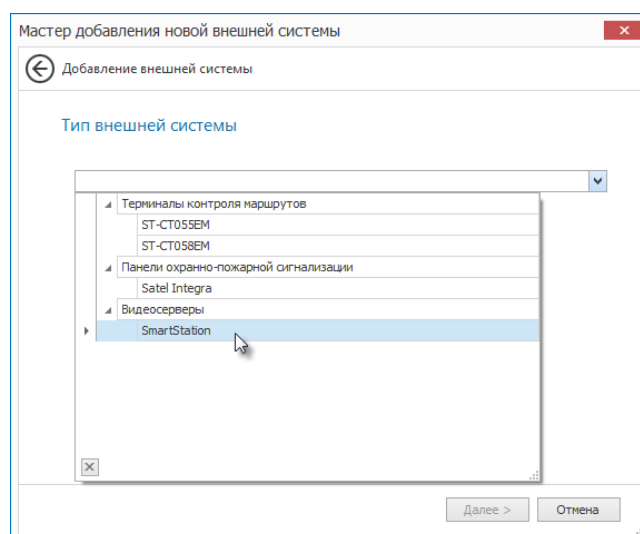 Мастер добавления новой внешней системы
Добавление внешней системы
Тип внешней системы
Терминалы контроля маршрутов
ST-CT055EM
ST-CT058EM
Панели охранно-пожарной сигнализации
Satel Integra
Видеосерверы
SmartStation
Далее >
Отмена